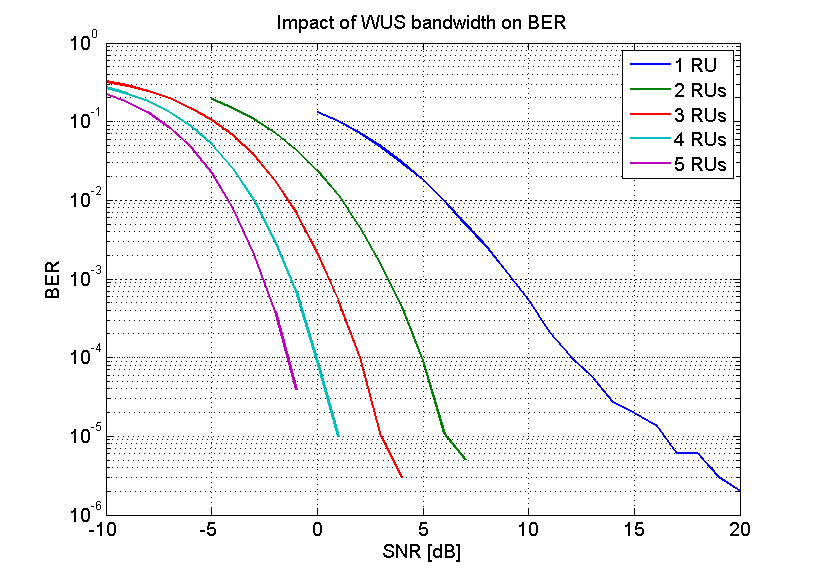 Impact of WUS bandwidth on BER
10^0
10^-1
10^-2
10^-3
10^-4
10^-5
10^-6
BER
1 RU
2 RUs
3 RUs
4 RUs
5 RUs
-10 -5 0 5 10 15 20
SNR [dB]